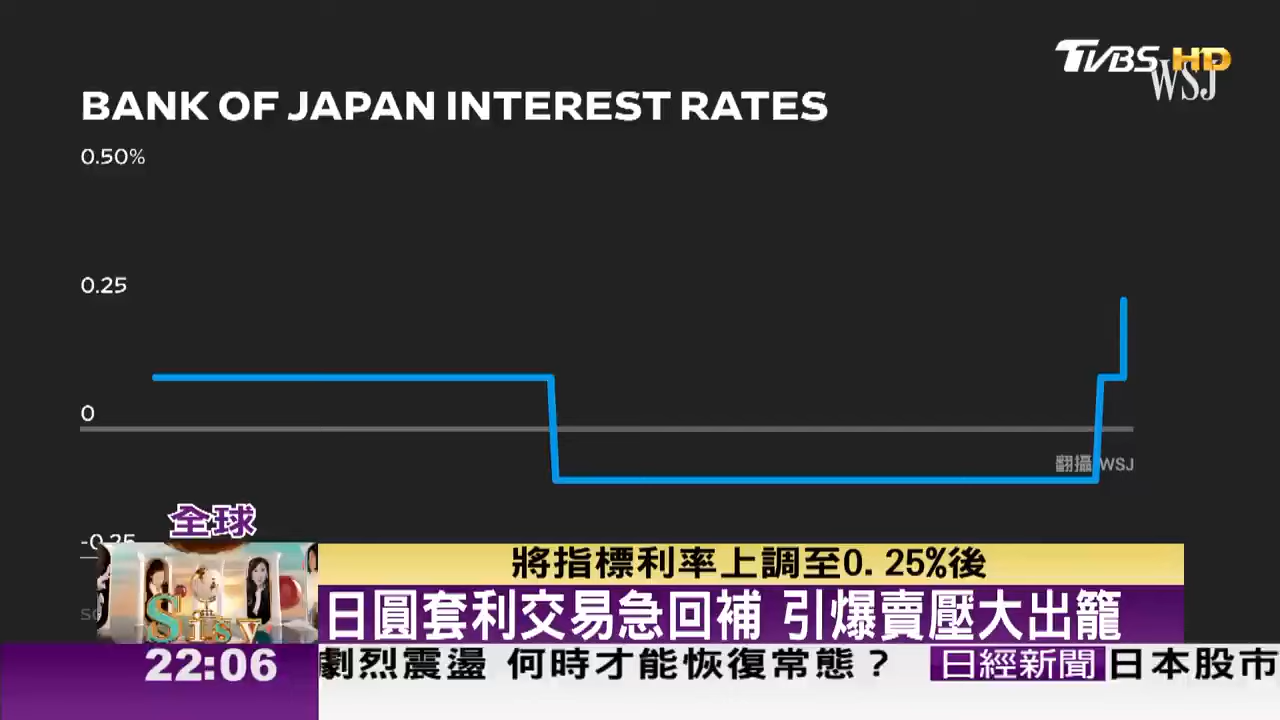 TVBS HD
WSJ
BANK OF JAPAN INTEREST RATES
0.50%
0.25
0
翻攝 WSJ
-0.25
全球
Sisy
將指標利率上調至0.25%後
日圓套利交易急回補 引爆賣壓大出籠
22:06
劇烈震盪 何時才能恢復常態？ 日經新聞 日本股市